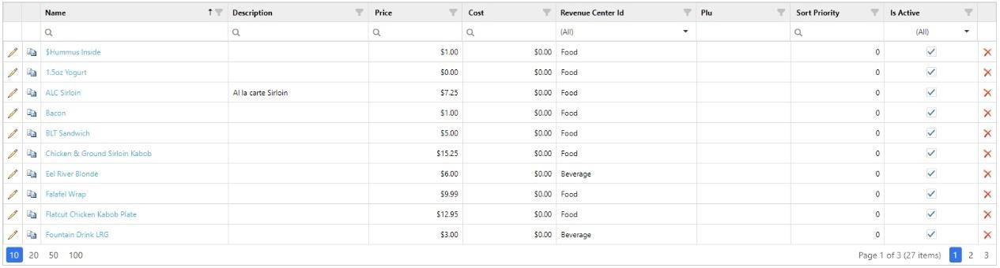 Name Description Price Cost Revenue Center Id Plu Sort Priority Is Active
(All) (All)
$Hummus Inside $1.00 $0.00 Food 0
1.5oz Yogurt $0.00 $0.00 Food 0
ALC Sirloin Al la carte Sirloin $7.25 $0.00 Food 0
Bacon $1.00 $0.00 Food 0
BLT Sandwich $5.00 $0.00 Food 0
Chicken & Ground Sirloin Kabob $15.25 $0.00 Food 0
Eel River Blonde $6.00 $0.00 Beverage 0
Falafel Wrap $9.99 $0.00 Food 0
Flatcut Chicken Kabob Plate $12.95 $0.00 Food 0
Fountain Drink LRG $3.00 $0.00 Beverage 0
10 20 50 100 Page 1 of 3 (27 items) 1 2 3